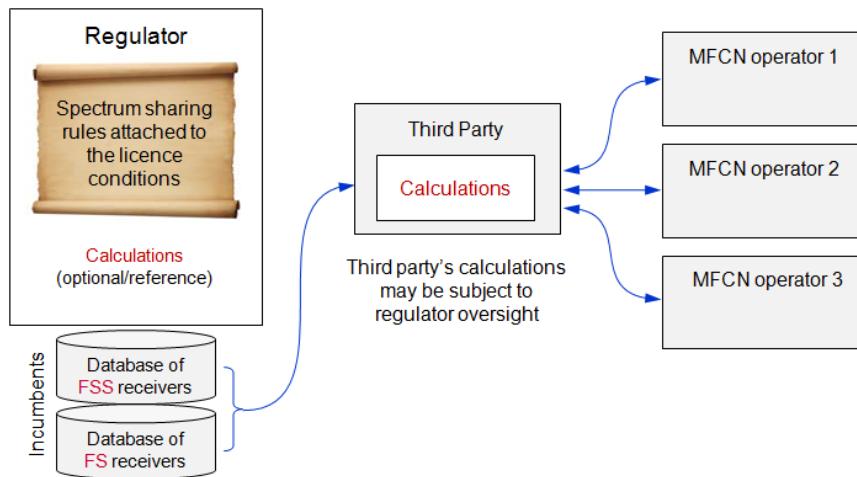 Regulator
Spectrum sharing
rules attached to
the licence
conditions
Calculations
(optional/reference)
Incumbents
Database of
FSS receivers
Database of
FS receivers
Third Party
Calculations
Third party’s calculations
may be subject to
regulator oversight
MFCN operator 1
MFCN operator 2
MFCN operator 3